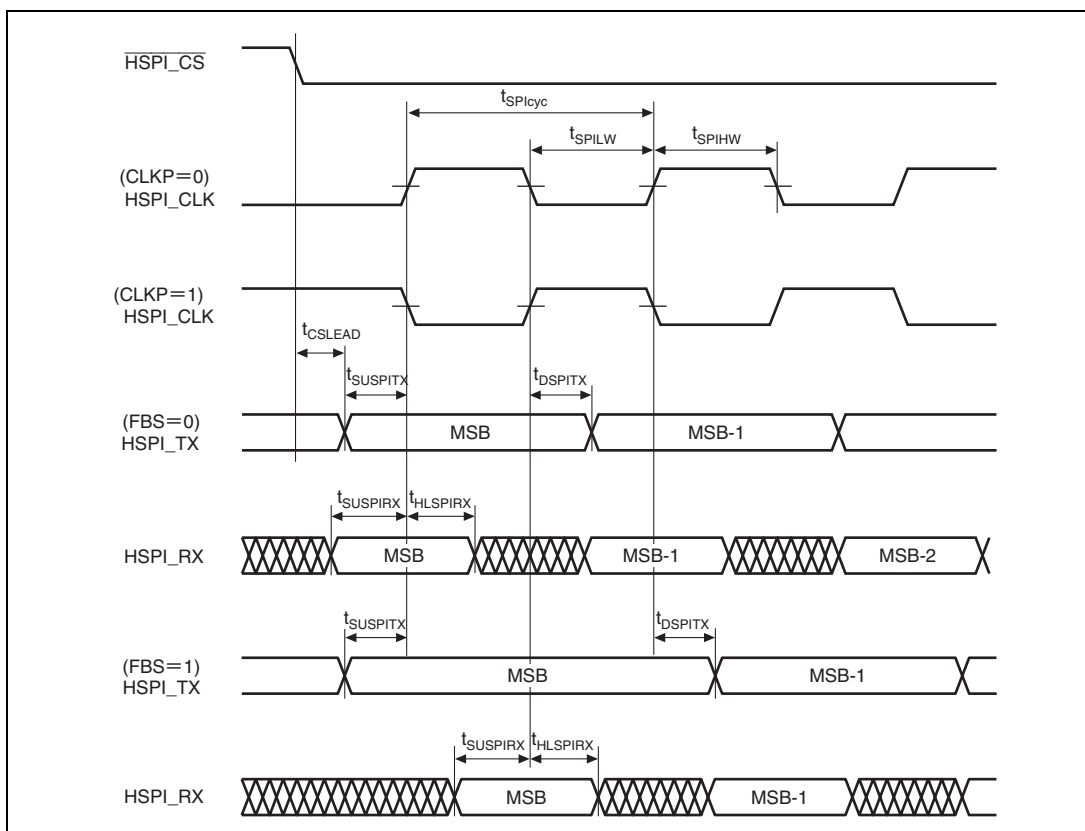 HSPI_CS
tSPIcyc
tSPILW
tSPIHW
(CLKP=0)
HSPI_CLK
(CLKP=1)
HSPI_CLK
tCSLEAD
tSUSPITX
tDSPITX
(FBS=0)
HSPI_TX
MSB
MSB-1
tSUSPIRX
tHLSPIRX
HSPI_RX
MSB
MSB-1
MSB-2
tSUSPITX
tDSPITX
(FBS=1)
HSPI_TX
MSB
MSB-1
tSUSPIRX
tHLSPIRX
HSPI_RX
MSB
MSB-1